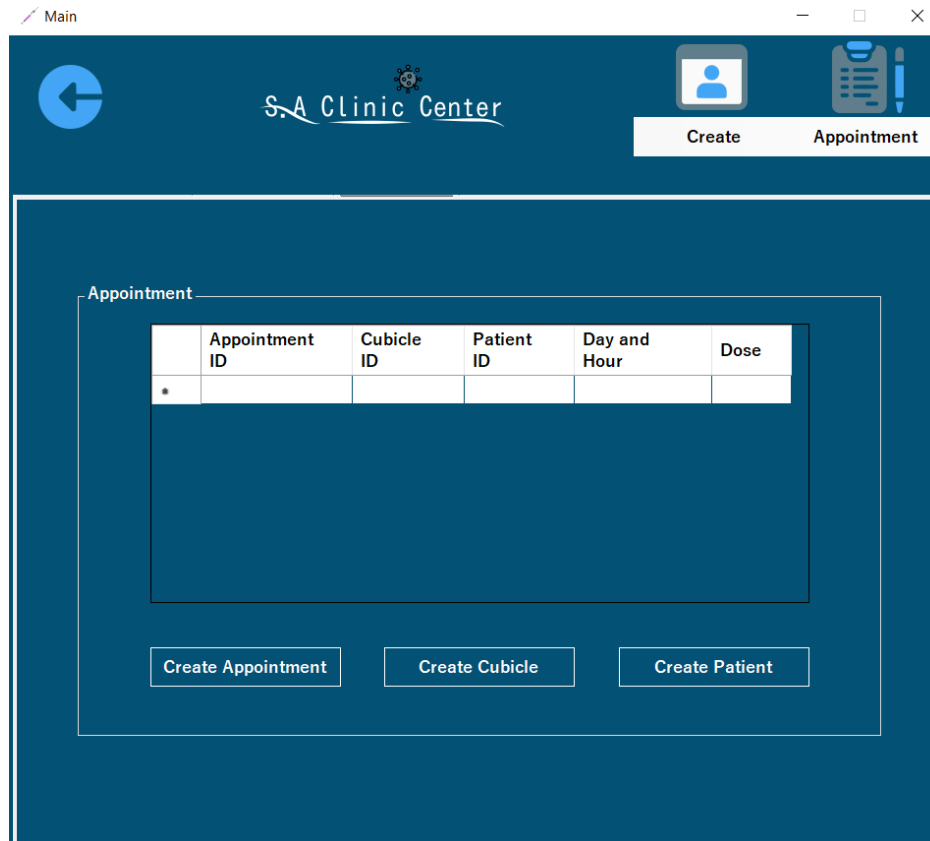 Main
S.A Clinic Center
Create Appointment
Appointment
Appointment ID
Cubicle ID
Patient ID
Day and Hour
Dose
Create Appointment
Create Cubicle
Create Patient